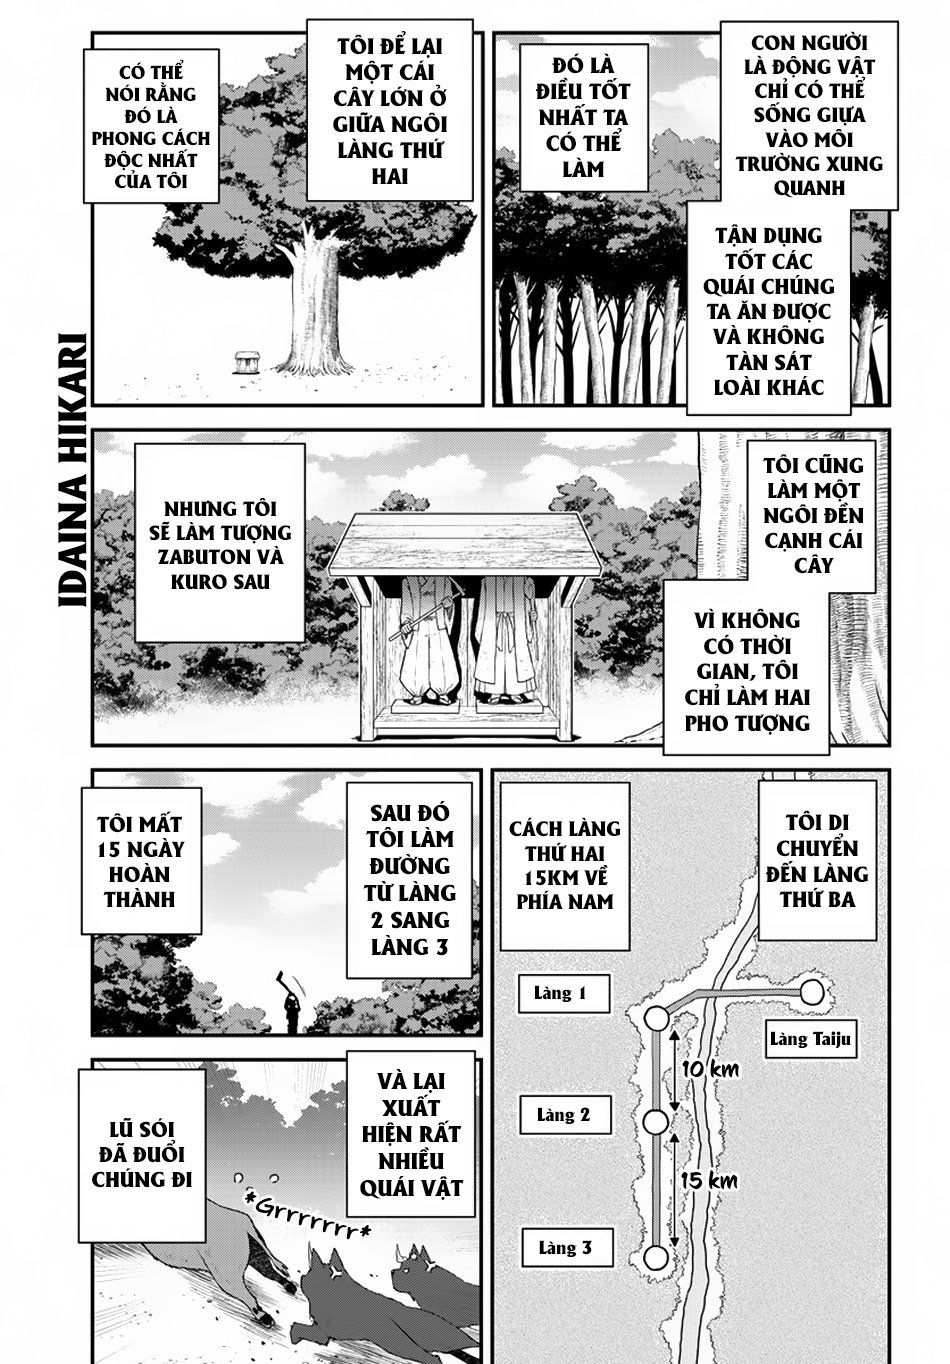 CON NGƯỜI
LÀ ĐỘNG VẬT
CHỈ CÓ THỂ
SỐNG GIỰA
VÀO MÔI
TRƯỜNG XUNG
QUANH
TẬN DỤNG
TỐT CÁC
QUÁI CHÚNG
TA ĂN ĐƯỢC
VÀ KHÔNG
TÀN SÁT
LOÀI KHÁC
ĐÓ LÀ
ĐIỀU TỐT
NHẤT TA
CÓ THỂ
LÀM
TÔI ĐỂ LẠI
MỘT CÁI
CÂY LỚN Ở
GIỮA NGÔI
LÀNG THỨ
HAI
CÓ THỂ
NÓI RẰNG
ĐÓ LÀ
PHONG CÁCH
ĐỘC NHẤT
CỦA TÔI
IDAINA HIKARI
TÔI CŨNG
LÀM MỘT
NGÔI ĐỀN
CẠNH CÁI
CÂY
VÌ KHÔNG
CÓ THỜI
GIAN, TÔI
CHỈ LÀM HAI
PHO TƯỢNG
NHƯNG TÔI
SẼ LÀM TƯỢNG
ZABUTON VÀ
KURO SAU
TÔI DI
CHUYỂN
ĐẾN LÀNG
THỨ BA
CÁCH LÀNG
THỨ HAI
15KM VỀ
PHÍA NAM
Làng 1
Làng Taiju
10 km
Làng 2
15 km
Làng 3
SAU ĐÓ
TÔI LÀM
ĐƯỜNG
TỪ LÀNG
2 SANG
LÀNG 3
TÔI MẤT
15 NGÀY
HOÀN
THÀNH
VÀ LẠI
XUẤT
HIỆN RẤT
NHIỀU
QUÁI VẬT
LŨ SÓI
ĐÃ ĐUỔI
CHÚNG ĐI
*Grrrrrrr*